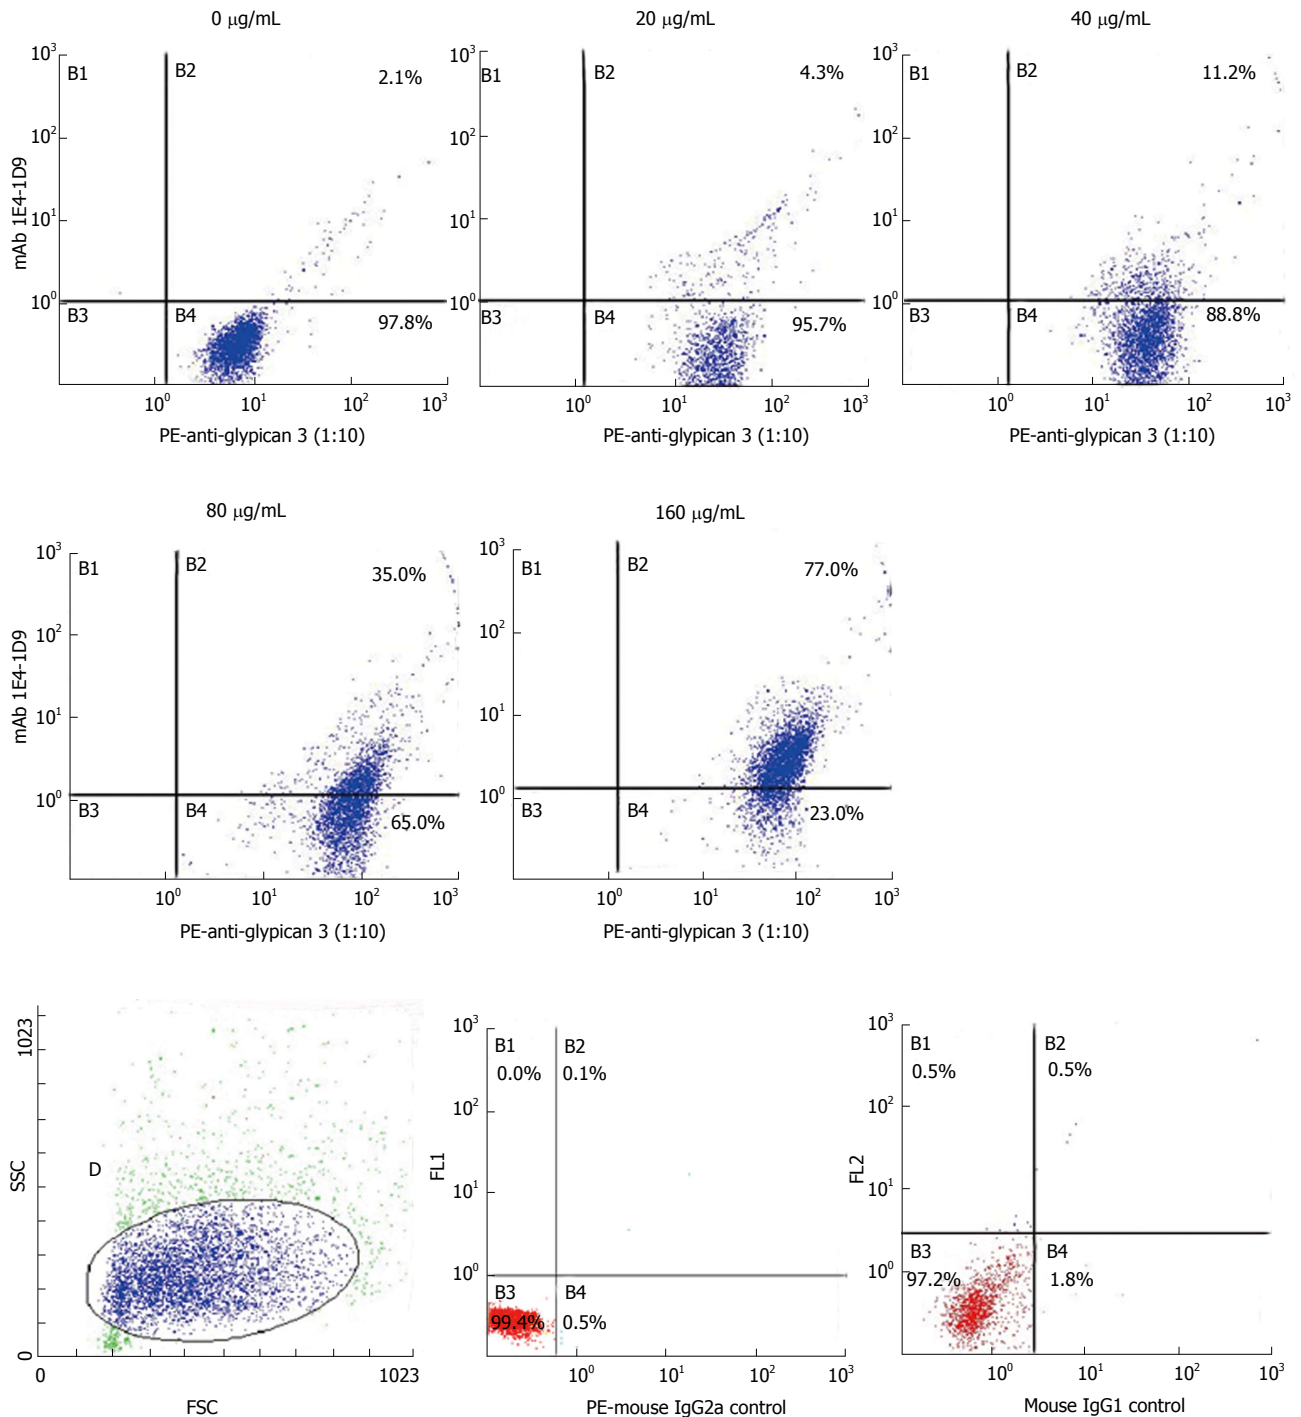 0 μg/mL
20 μg/mL
40 μg/mL
10³
B1
B2
2.1%
10²
10¹
10⁰
B3
B4
97.8%
mAb 1E4-1D9
10⁰
10¹
10²
10³
PE-anti-glypican 3 (1:10)
10³
B1
B2
4.3%
10²
10¹
10⁰
B3
B4
95.7%
10⁰
10¹
10²
10³
PE-anti-glypican 3 (1:10)
10³
B1
B2
11.2%
10²
10¹
10⁰
B3
B4
88.8%
10⁰
10¹
10²
10³
PE-anti-glypican 3 (1:10)
80 μg/mL
160 μg/mL
10³
B1
B2
35.0%
10²
10¹
10⁰
B3
B4
65.0%
mAb 1E4-1D9
10⁰
10¹
10²
10³
PE-anti-glypican 3 (1:10)
10³
B1
B2
77.0%
10²
10¹
10⁰
B3
B4
23.0%
10⁰
10¹
10²
10³
PE-anti-glypican 3 (1:10)
1023
SSC
D
0
0
1023
FSC
10³
B1
B2
0.0%
0.1%
10²
FL1
10¹
10⁰
B3
B4
99.4%
0.5%
10⁰
10¹
10²
10³
PE-mouse IgG2a control
10³
B1
B2
0.5%
0.5%
10²
FL2
10¹
B3
B4
97.2%
1.8%
10⁰
10⁰
10¹
10²
10³
Mouse IgG1 control